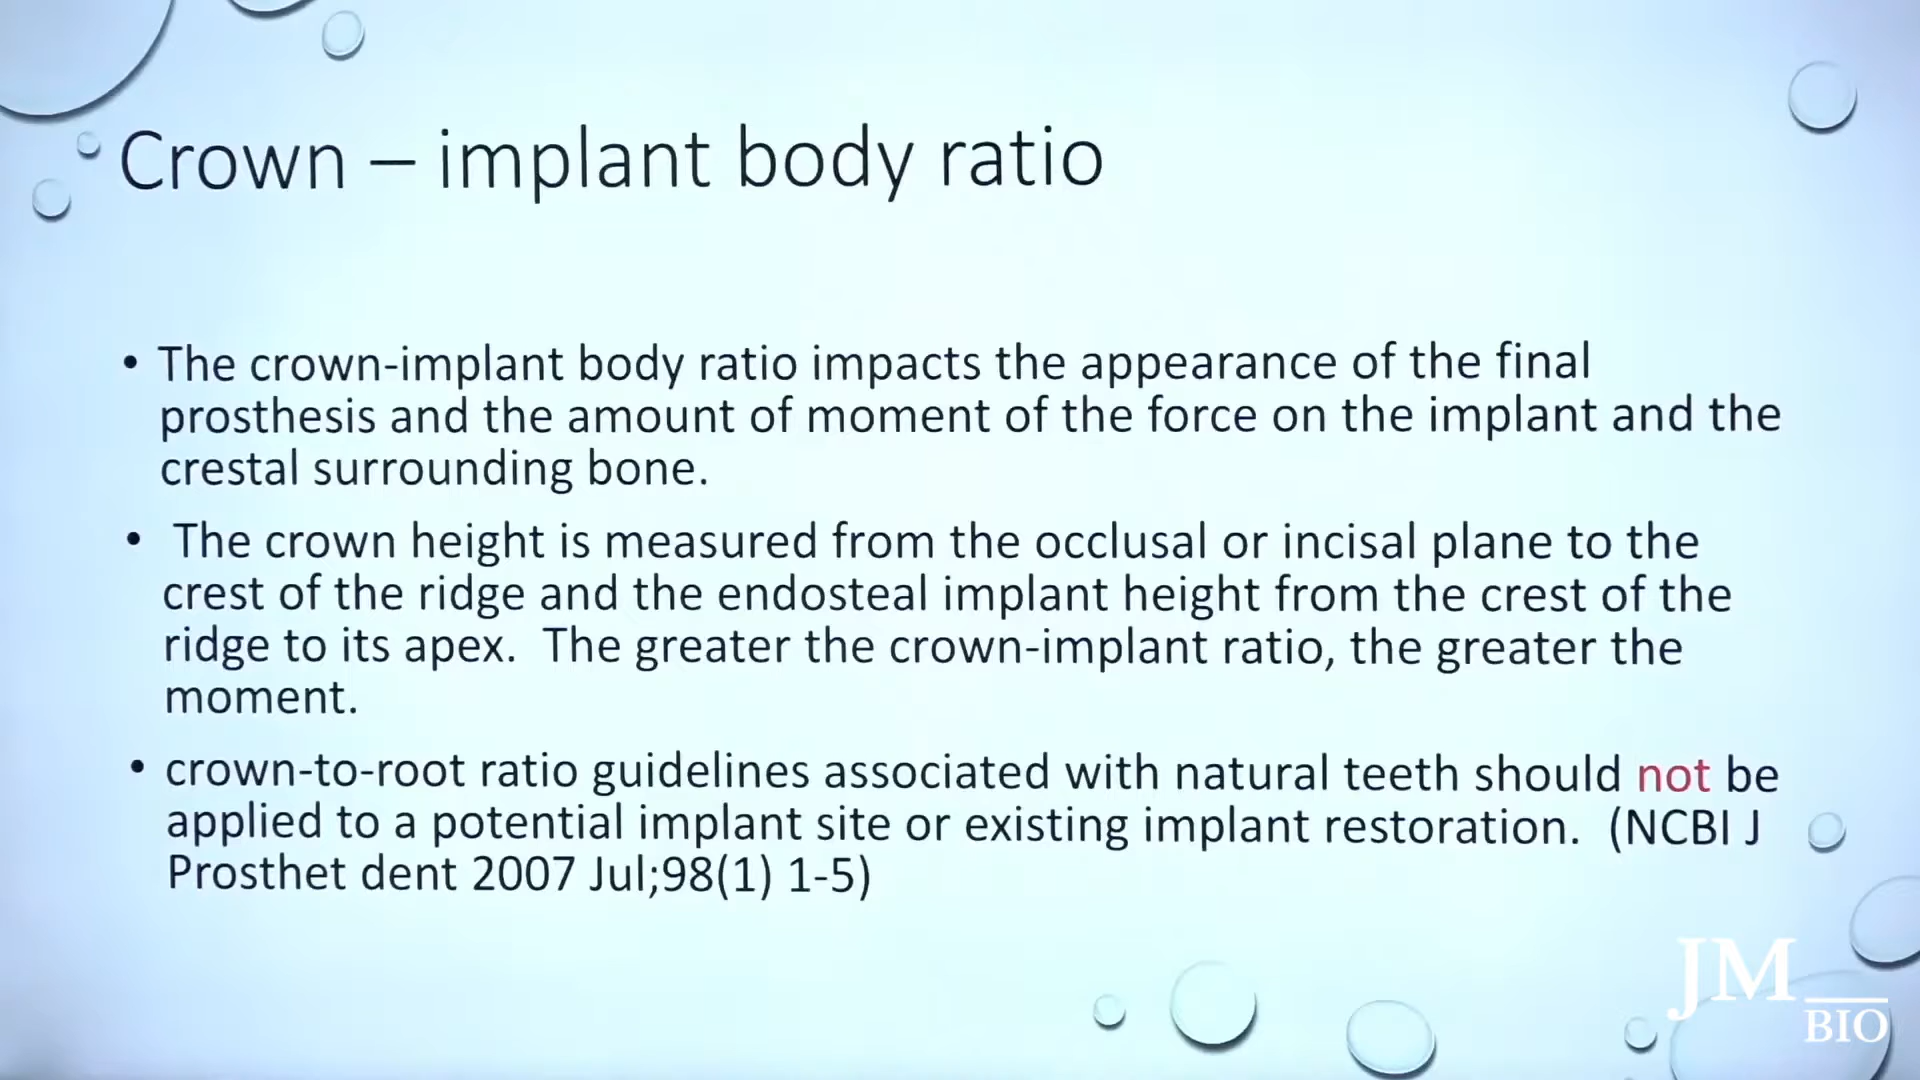 Crown – implant body ratio
• The crown-implant body ratio impacts the appearance of the final
prosthesis and the amount of moment of the force on the implant and the
crestal surrounding bone.
• The crown height is measured from the occlusal or incisal plane to the
crest of the ridge and the endosteal implant height from the crest of the
ridge to its apex.  The greater the crown-implant ratio, the greater the
moment.
• crown-to-root ratio guidelines associated with natural teeth should not be
applied to a potential implant site or existing implant restoration.  (NCBI J
Prosthet dent 2007 Jul;98(1) 1-5)
JM
BIO